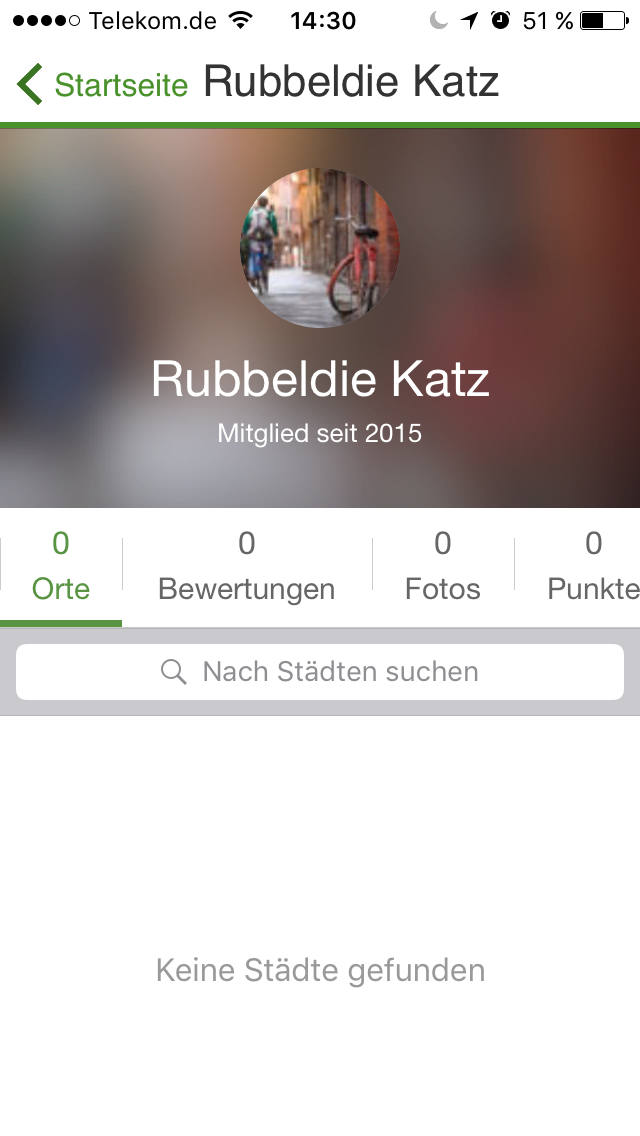 Telekom.de 14:30 51 %
Startseite Rubbeldie Katz
Rubbeldie Katz
Mitglied seit 2015
0 0 0 0
Orte Bewertungen Fotos Punkte
Nach Städten suchen
Keine Städte gefunden